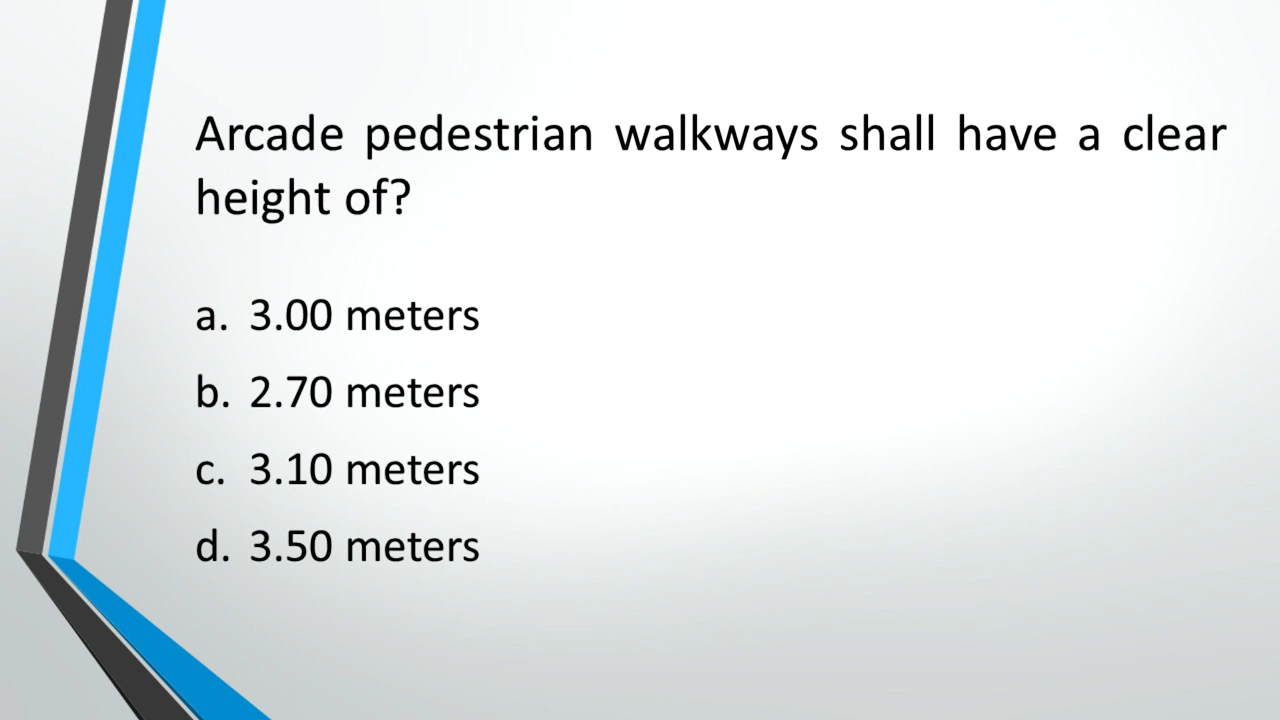 Arcade pedestrian walkways shall have a clear
height of?
a. 3.00 meters
b. 2.70 meters
c. 3.10 meters
d. 3.50 meters